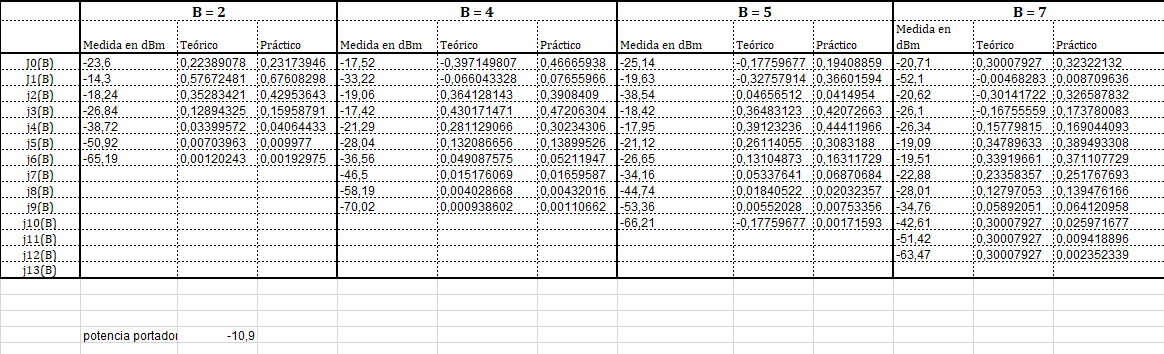 B = 2 B = 4 B = 5 B = 7
Medida en dBm Teórico Práctico Medida en dBm Teórico Práctico Medida en dBm Teórico Práctico Medida en dBm Teórico Práctico
J0(B) -23,6 0,22389078 0,23173946 -17,52 -0,397149807 0,46665938 -25,14 -0,17759677 0,19408859 -20,71 0,30007927 0,32322132
J1(B) -14,3 0,57672481 0,67608298 -33,22 -0,066043328 0,07655966 -19,63 -0,32757914 0,36601594 -52,1 -0,00468283 0,008709636
j2(B) -18,24 0,35283421 0,42953643 -19,06 0,364128143 0,3908409 -38,54 0,04656512 0,0414954 -20,62 -0,30141722 0,326587832
j3(B) -26,84 0,12894325 0,15958791 -17,42 0,430171471 0,47206304 -18,42 0,36483123 0,42072663 -26,1 -0,16755559 0,173780083
j4(B) -38,72 0,03399572 0,04064433 -21,29 0,281129066 0,30234306 -17,95 0,39123236 0,44411966 -26,34 0,15779815 0,169044093
j5(B) -50,92 0,00703963 0,009977 -28,04 0,132086656 0,13899526 -21,12 0,26114055 0,3083188 -19,09 0,34789633 0,389493308
j6(B) -65,19 0,00120243 0,00192975 -36,56 0,049087575 0,05211947 -26,65 0,13104873 0,16311729 -19,51 0,33919661 0,371107729
j7(B) -46,5 0,015176069 0,01659587 -34,16 0,05337641 0,06870684 -22,88 0,23358357 0,251767693
j8(B) -58,19 0,004028668 0,00432016 -44,74 0,01840522 0,02032357 -28,01 0,12797053 0,139476166
j9(B) -70,02 0,000938602 0,00110662 -53,36 0,00552028 0,00753356 -34,76 0,05892051 0,064120958
j10(B) -66,21 -0,17759677 0,00171593 -42,61 0,30007927 0,025971677
j11(B) -51,42 0,30007927 0,009418896
j12(B) -63,47 0,30007927 0,002352339
j13(B)
potencia portador -10,9